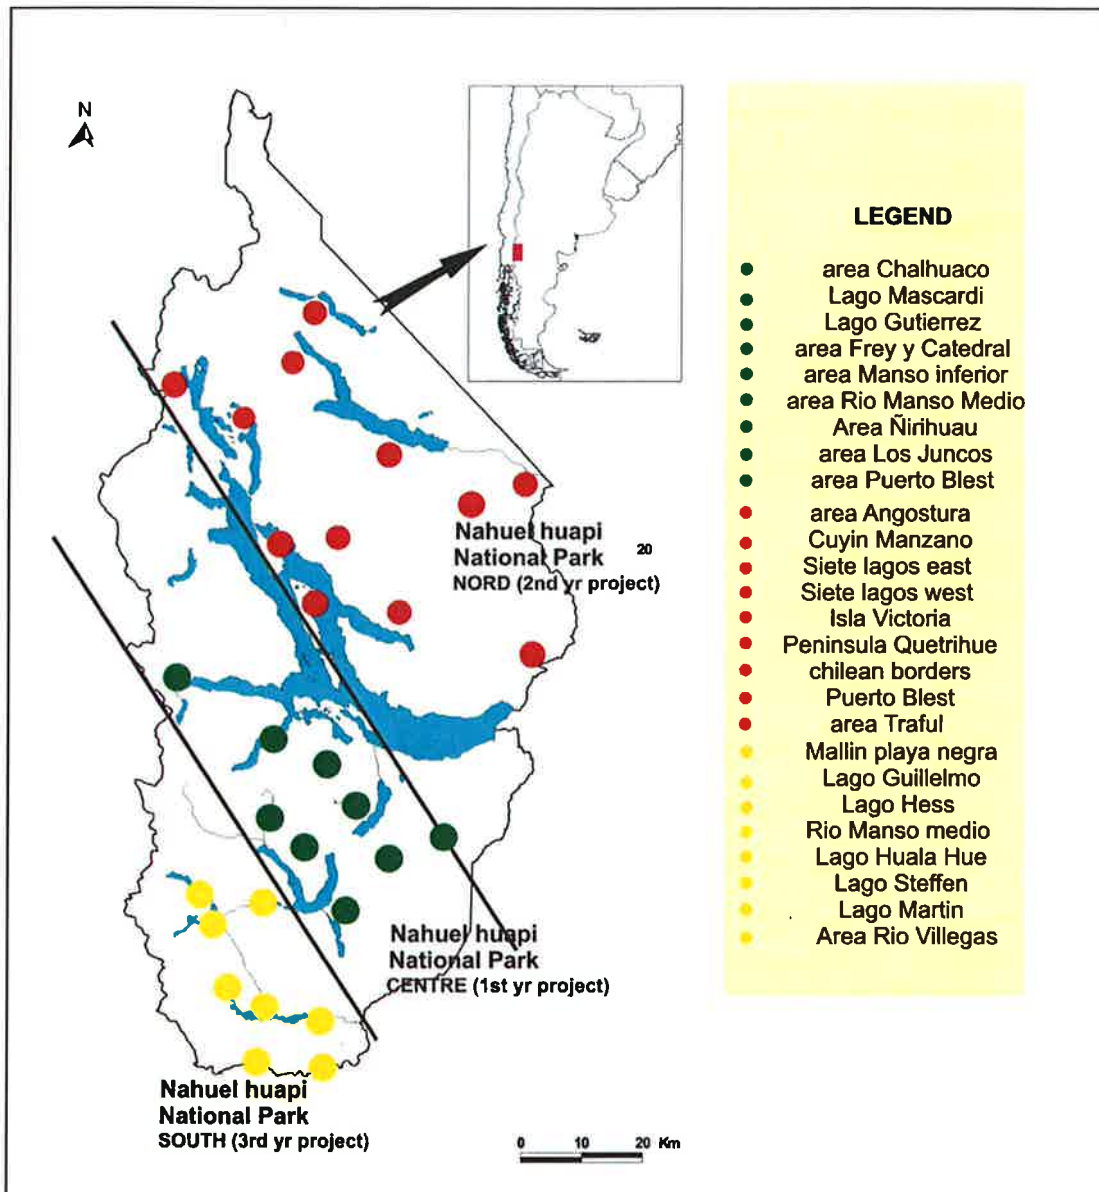 N
LEGEND
area Chalhuaco
Lago Mascardi
Lago Gutierrez
area Frey y Catedral
area Manso inferior
area Rio Manso Medio
Area Ñirihuau
area Los Juncos
area Puerto Blest
area Angostura
Cuyin Manzano
Siete lagos east
Siete lagos west
Isla Victoria
Peninsula Quetrihue
chilean borders
Puerto Blest
area Traful
Mallin playa negra
Lago Guillelmo
Lago Hess
Rio Manso medio
Lago Huala Hue
Lago Steffen
Lago Martin
Area Rio Villegas
Nahuel huapi
National Park
NORD (2nd yr project)
20
Nahuel huapi
National Park
CENTRE (1st yr project)
Nahuel huapi
National Park
SOUTH (3rd yr project)
0 10 20 Km